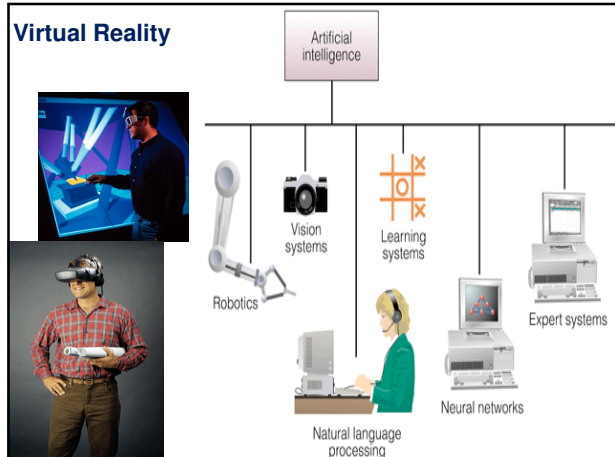 Virtual Reality
Artificial
intelligence
Vision
systems
Learning
systems
Robotics
Expert systems
Neural networks
Natural language
processing